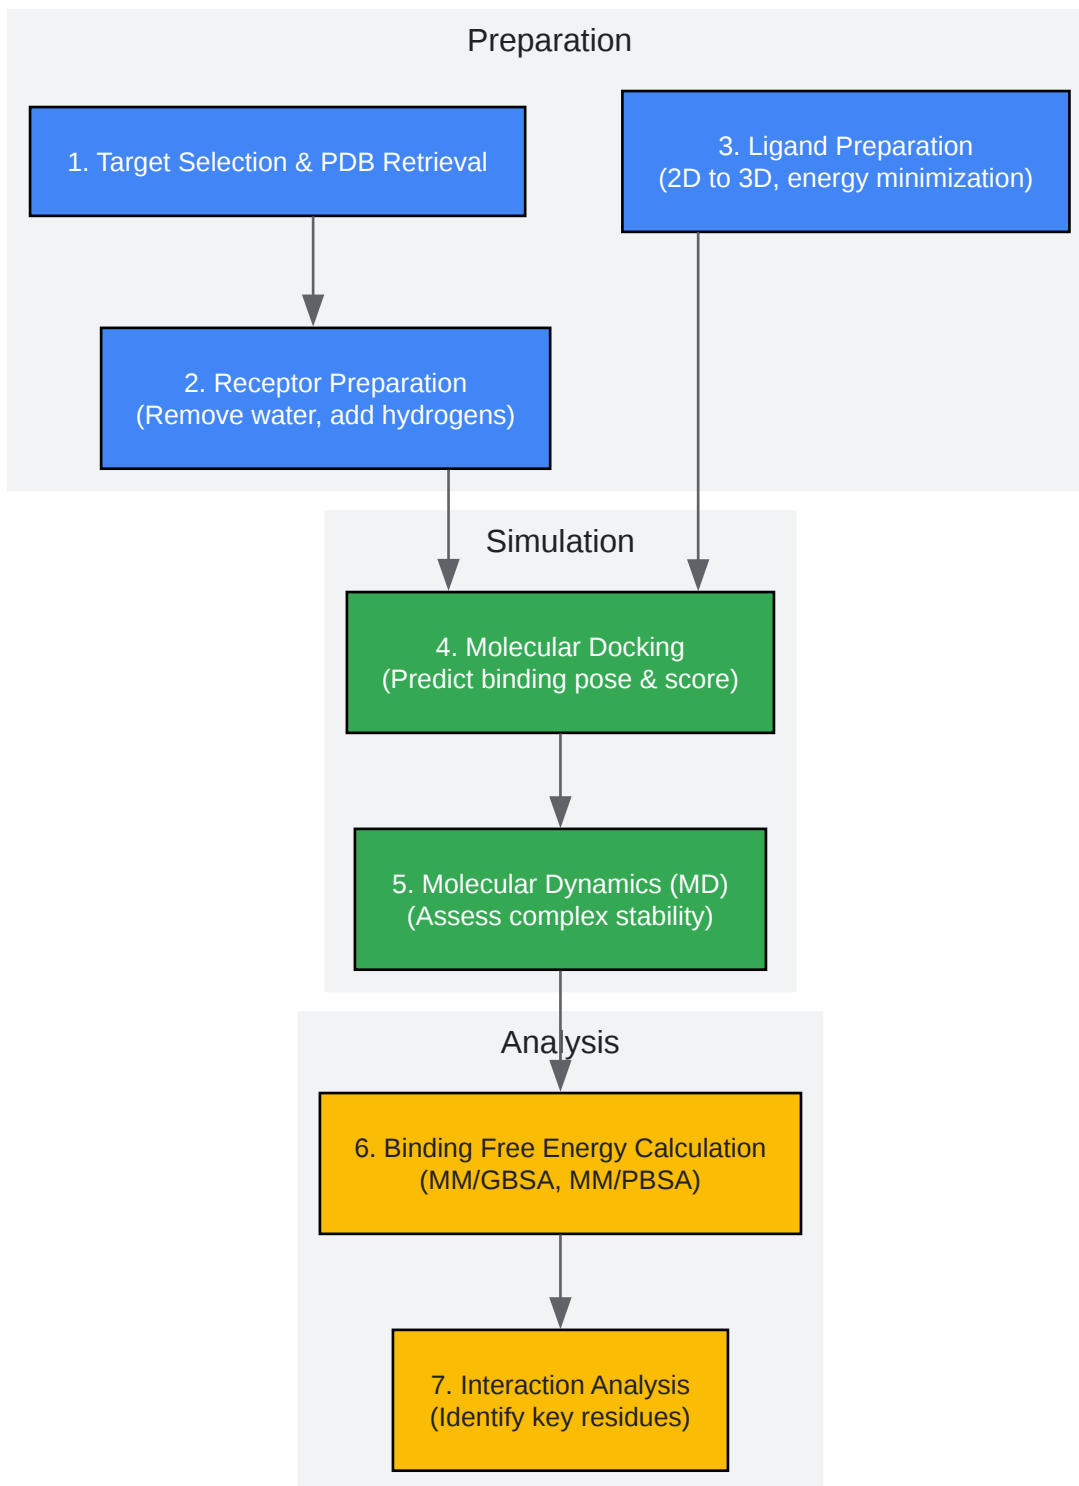 Preparation
1. Target Selection & PDB Retrieval
3. Ligand Preparation
(2D to 3D, energy minimization)
2. Receptor Preparation
(Remove water, add hydrogens)
Simulation
4. Molecular Docking
(Predict binding pose & score)
5. Molecular Dynamics (MD)
(Assess complex stability)
Analysis
6. Binding Free Energy Calculation
(MM/GBSA, MM/PBSA)
7. Interaction Analysis
(Identify key residues)